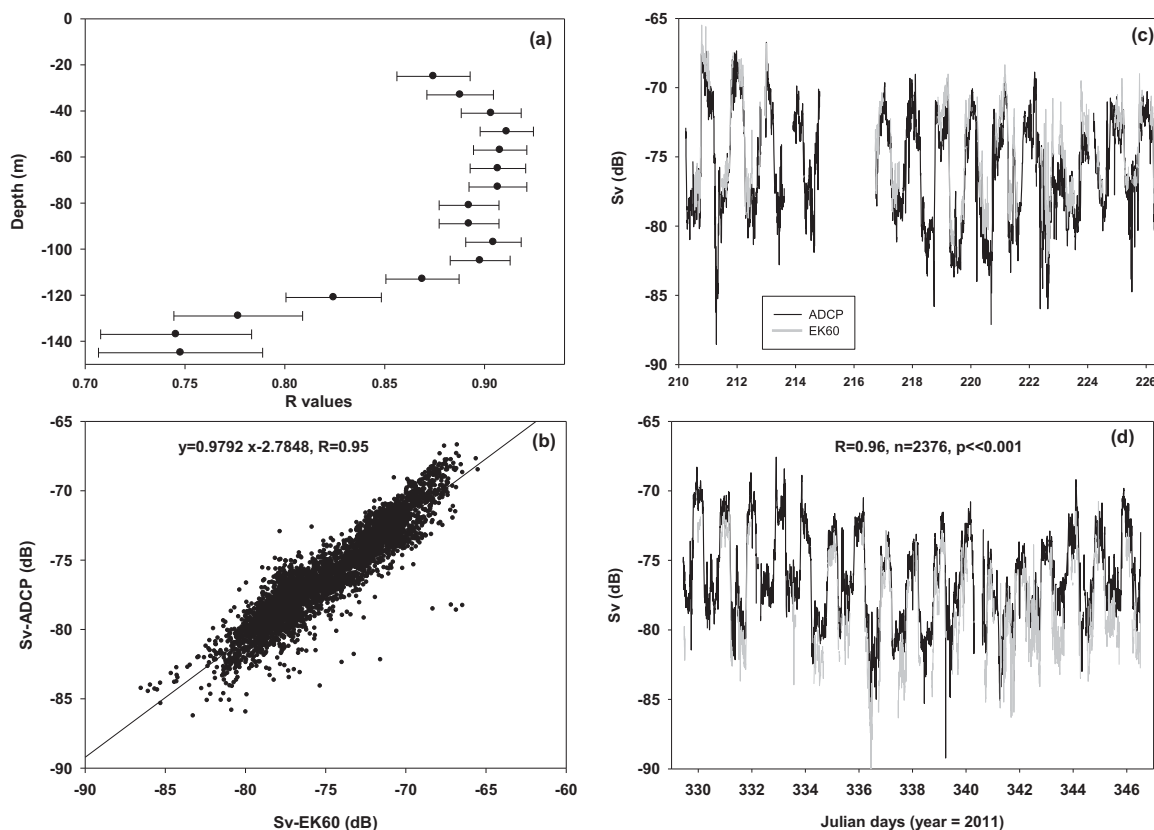 (a)
0
-20
-40
-60
-80
-100
-120
-140
Depth (m)
0.70 0.75 0.80 0.85 0.90
R values
(c)
-65
-70
-75
-80
-85
-90
Sv (dB)
ADCP
EK60
210 212 214 216 218 220 222 224 226
(b)
y=0.9792 x-2.7848, R=0.95
-65
-70
-75
-80
-85
-90
Sv-ADCP (dB)
-90 -85 -80 -75 -70 -65 -60
Sv-EK60 (dB)
(d)
R=0.96, n=2376, p<<0.001
-65
-70
-75
-80
-85
-90
Sv (dB)
330 332 334 336 338 340 342 344 346
Julian days (year = 2011)